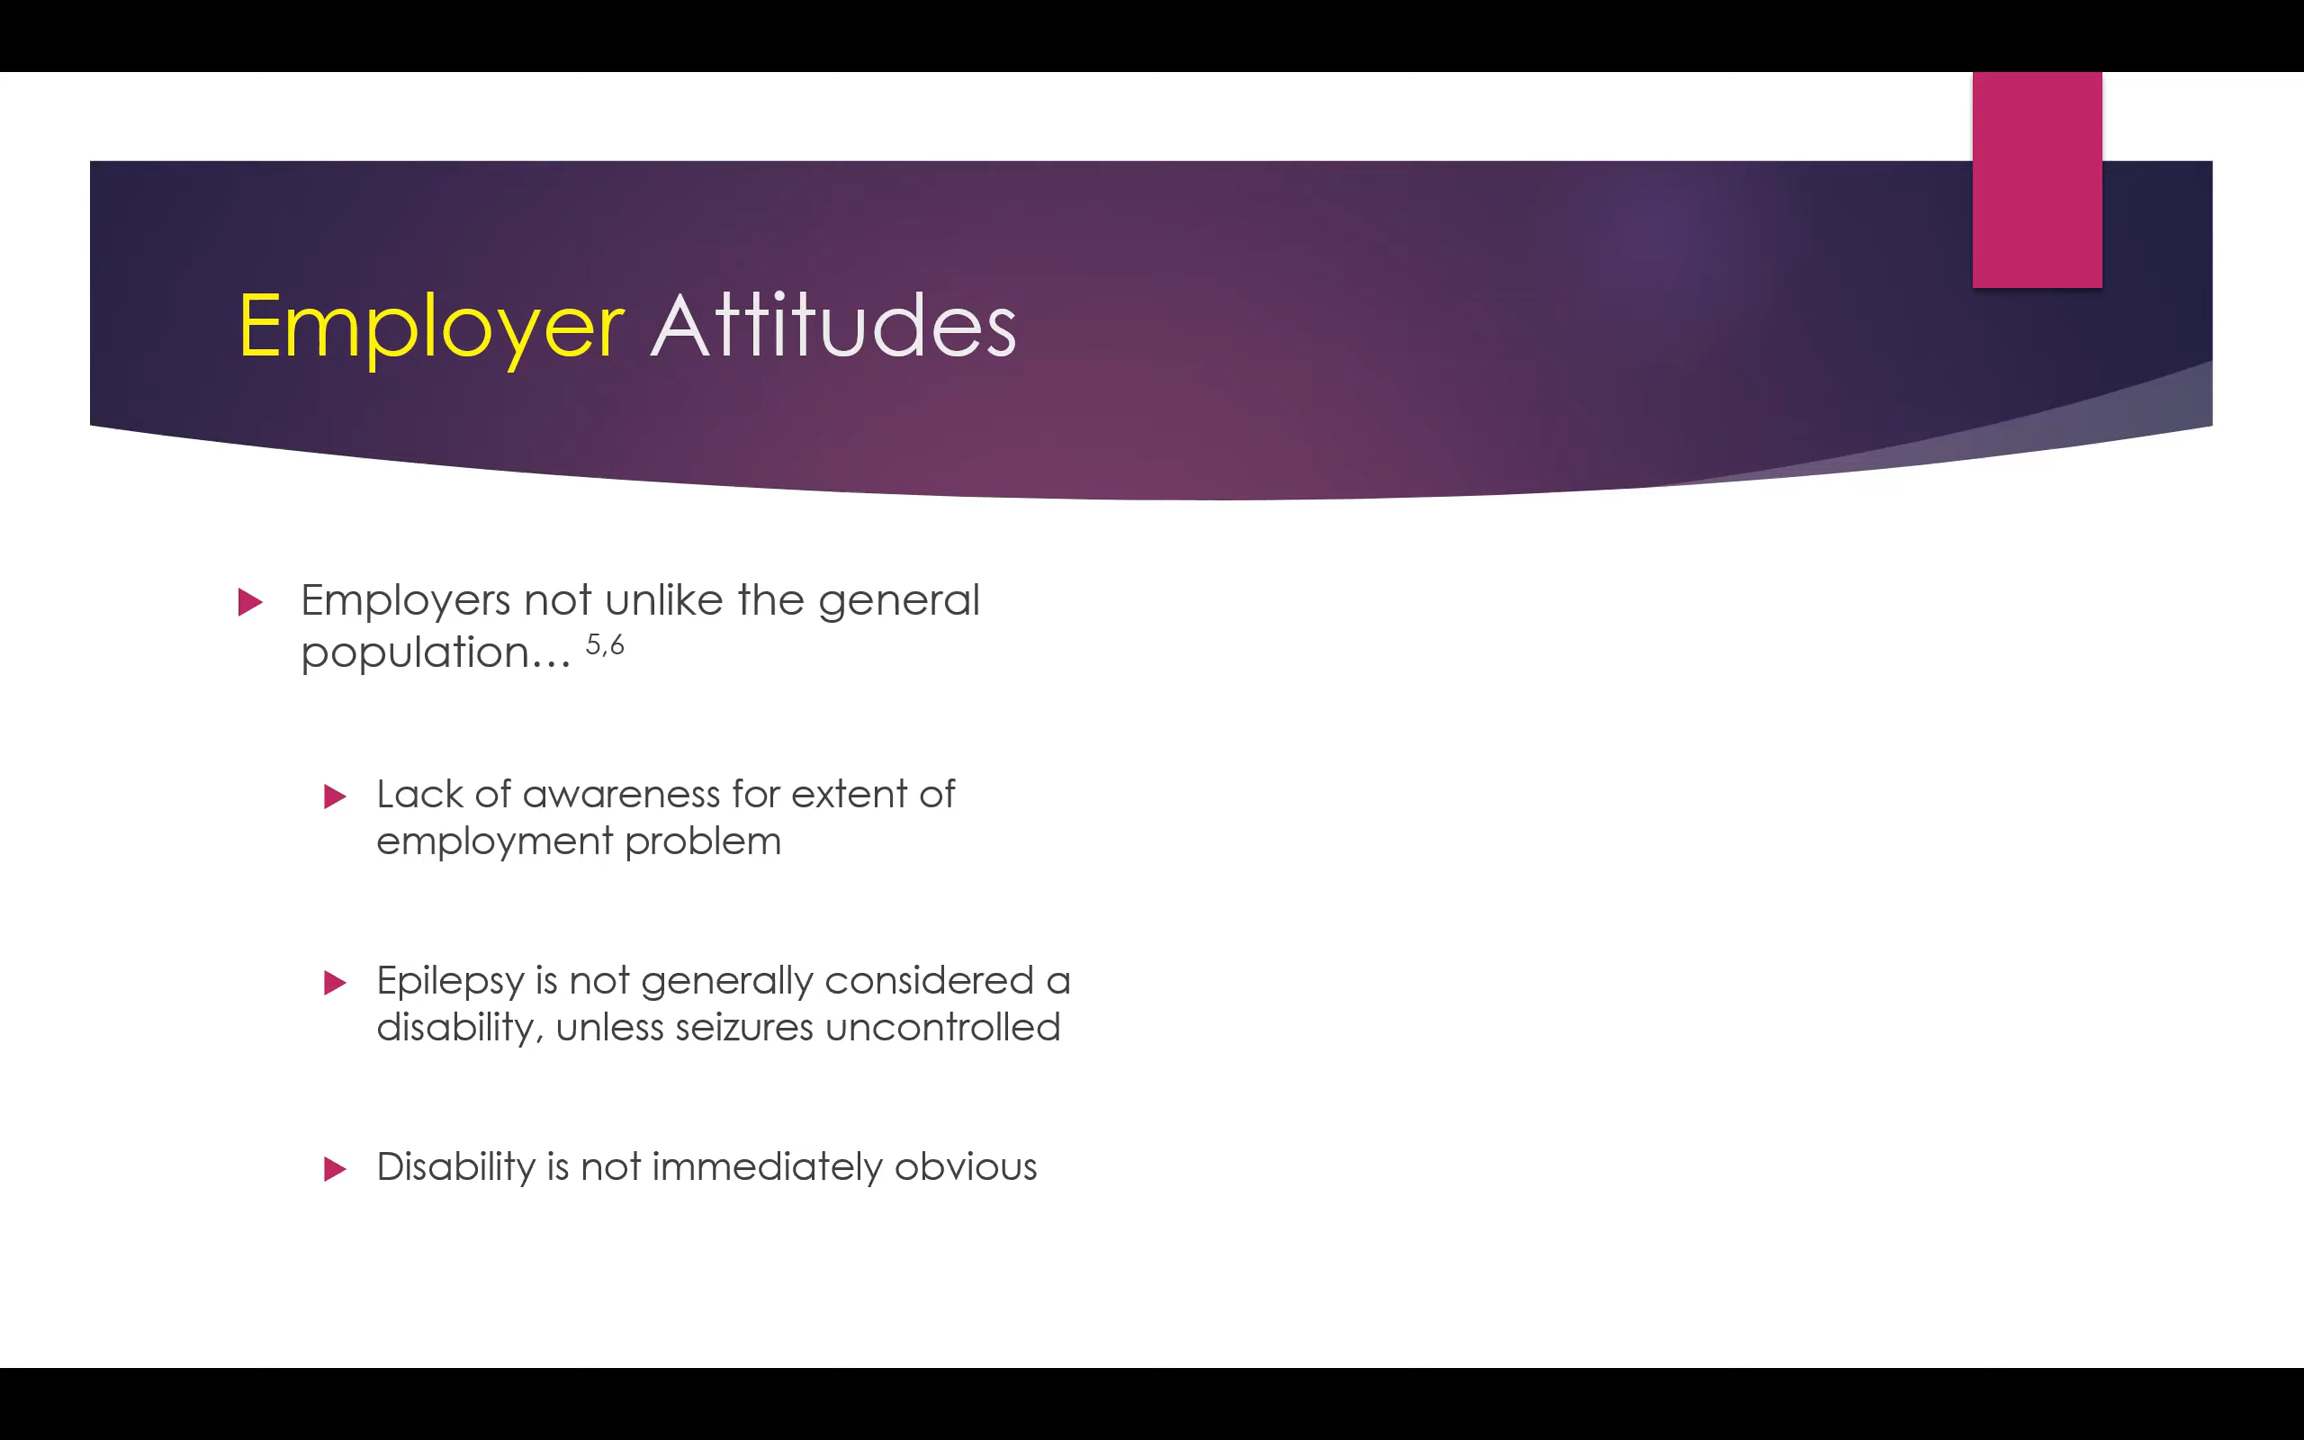 Employer Attitudes
Employers not unlike the general
population… 5,6
Lack of awareness for extent of
employment problem
Epilepsy is not generally considered a
disability, unless seizures uncontrolled
Disability is not immediately obvious